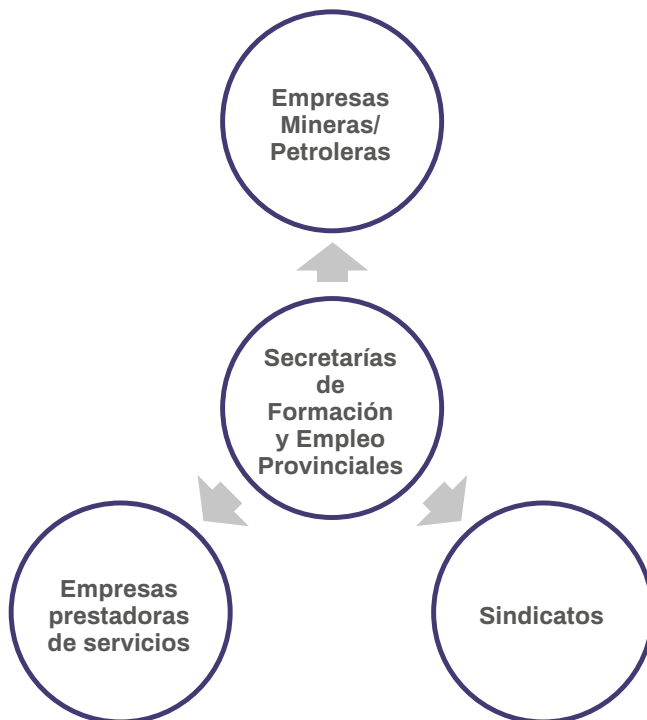 Empresas
Mineras/
Petroleras
Secretarías
de
Formación
y Empleo
Provinciales
Empresas
prestadoras
de servicios
Sindicatos